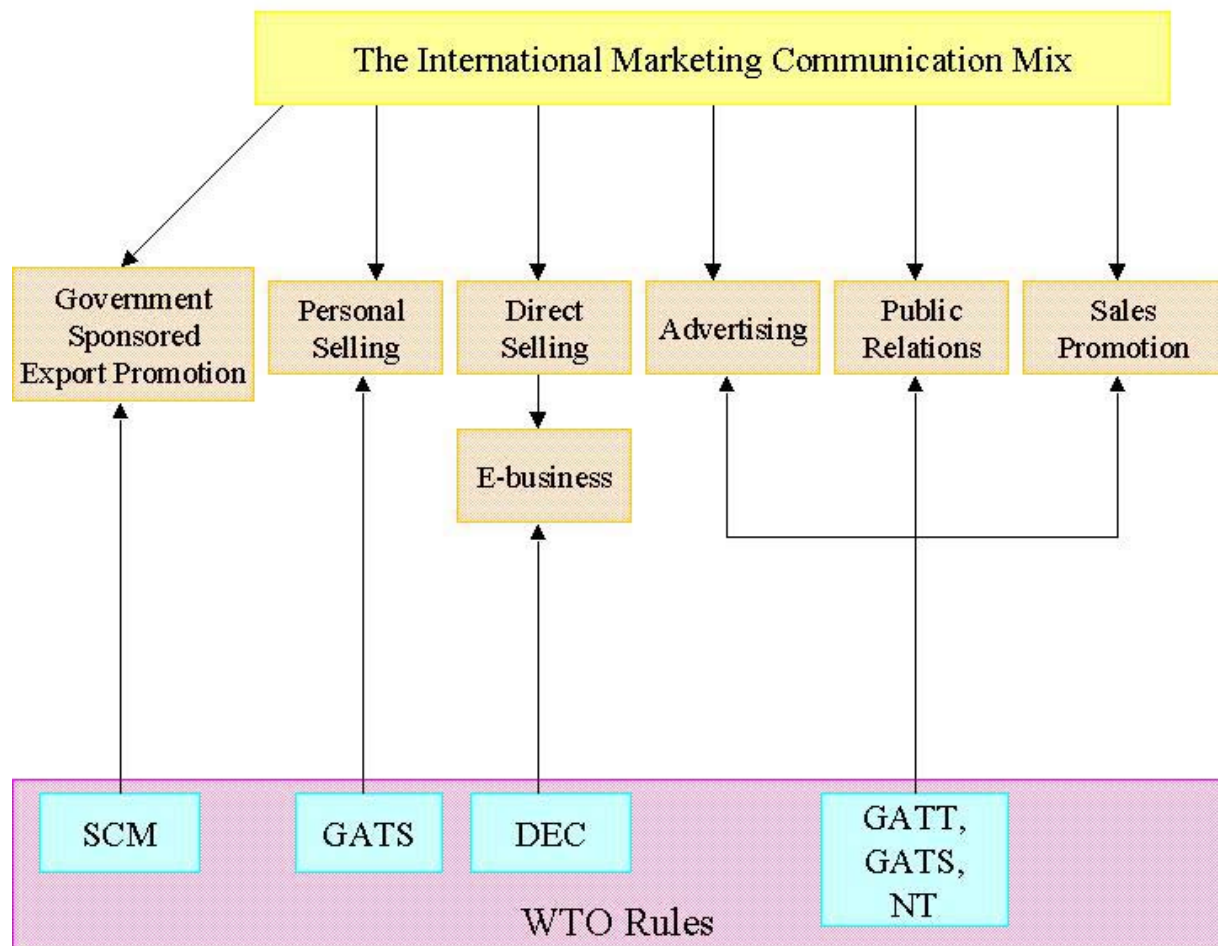 The International Marketing Communication Mix
Government
Sponsored
Export Promotion
Personal
Selling
Direct
Selling
Advertising
Public
Relations
Sales
Promotion
E-business
SCM
GATS
DEC
GATT,
GATS,
NT
WTO Rules